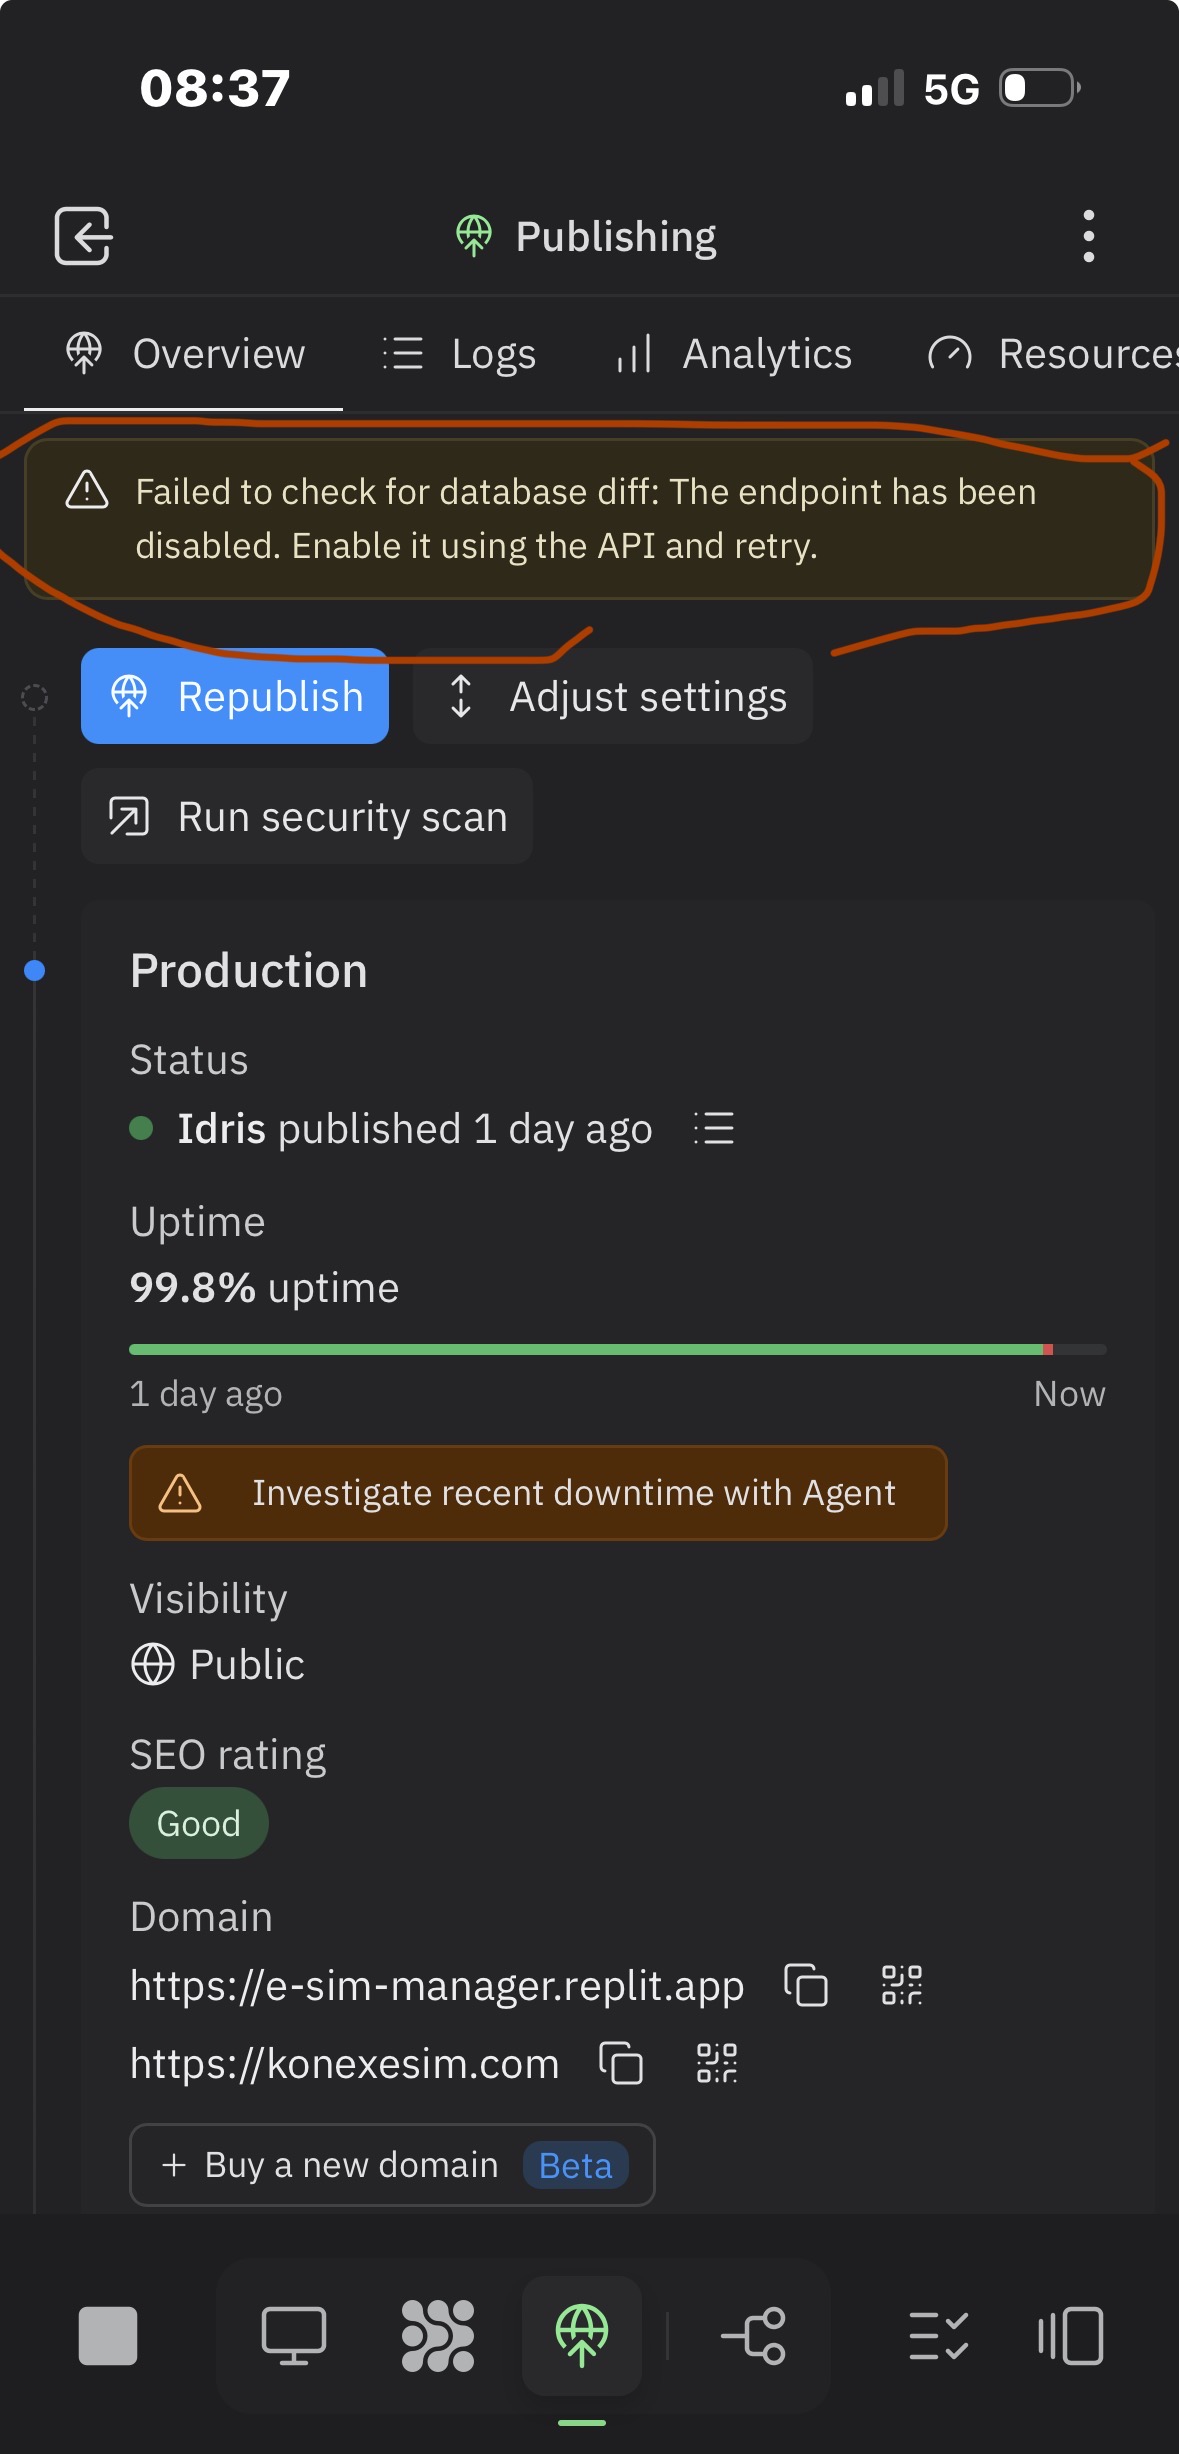 08:37
5G
Publishing
Overview
Logs
Analytics
Resources
Failed to check for database diff: The endpoint has been
disabled. Enable it using the API and retry.
Republish
Adjust settings
Run security scan
Production
Status
Idris published 1 day ago
Uptime
99.8% uptime
1 day ago
Now
Investigate recent downtime with Agent
Visibility
Public
SEO rating
Good
Domain
https://e-sim-manager.replit.app
https://konexesim.com
+ Buy a new domain Beta